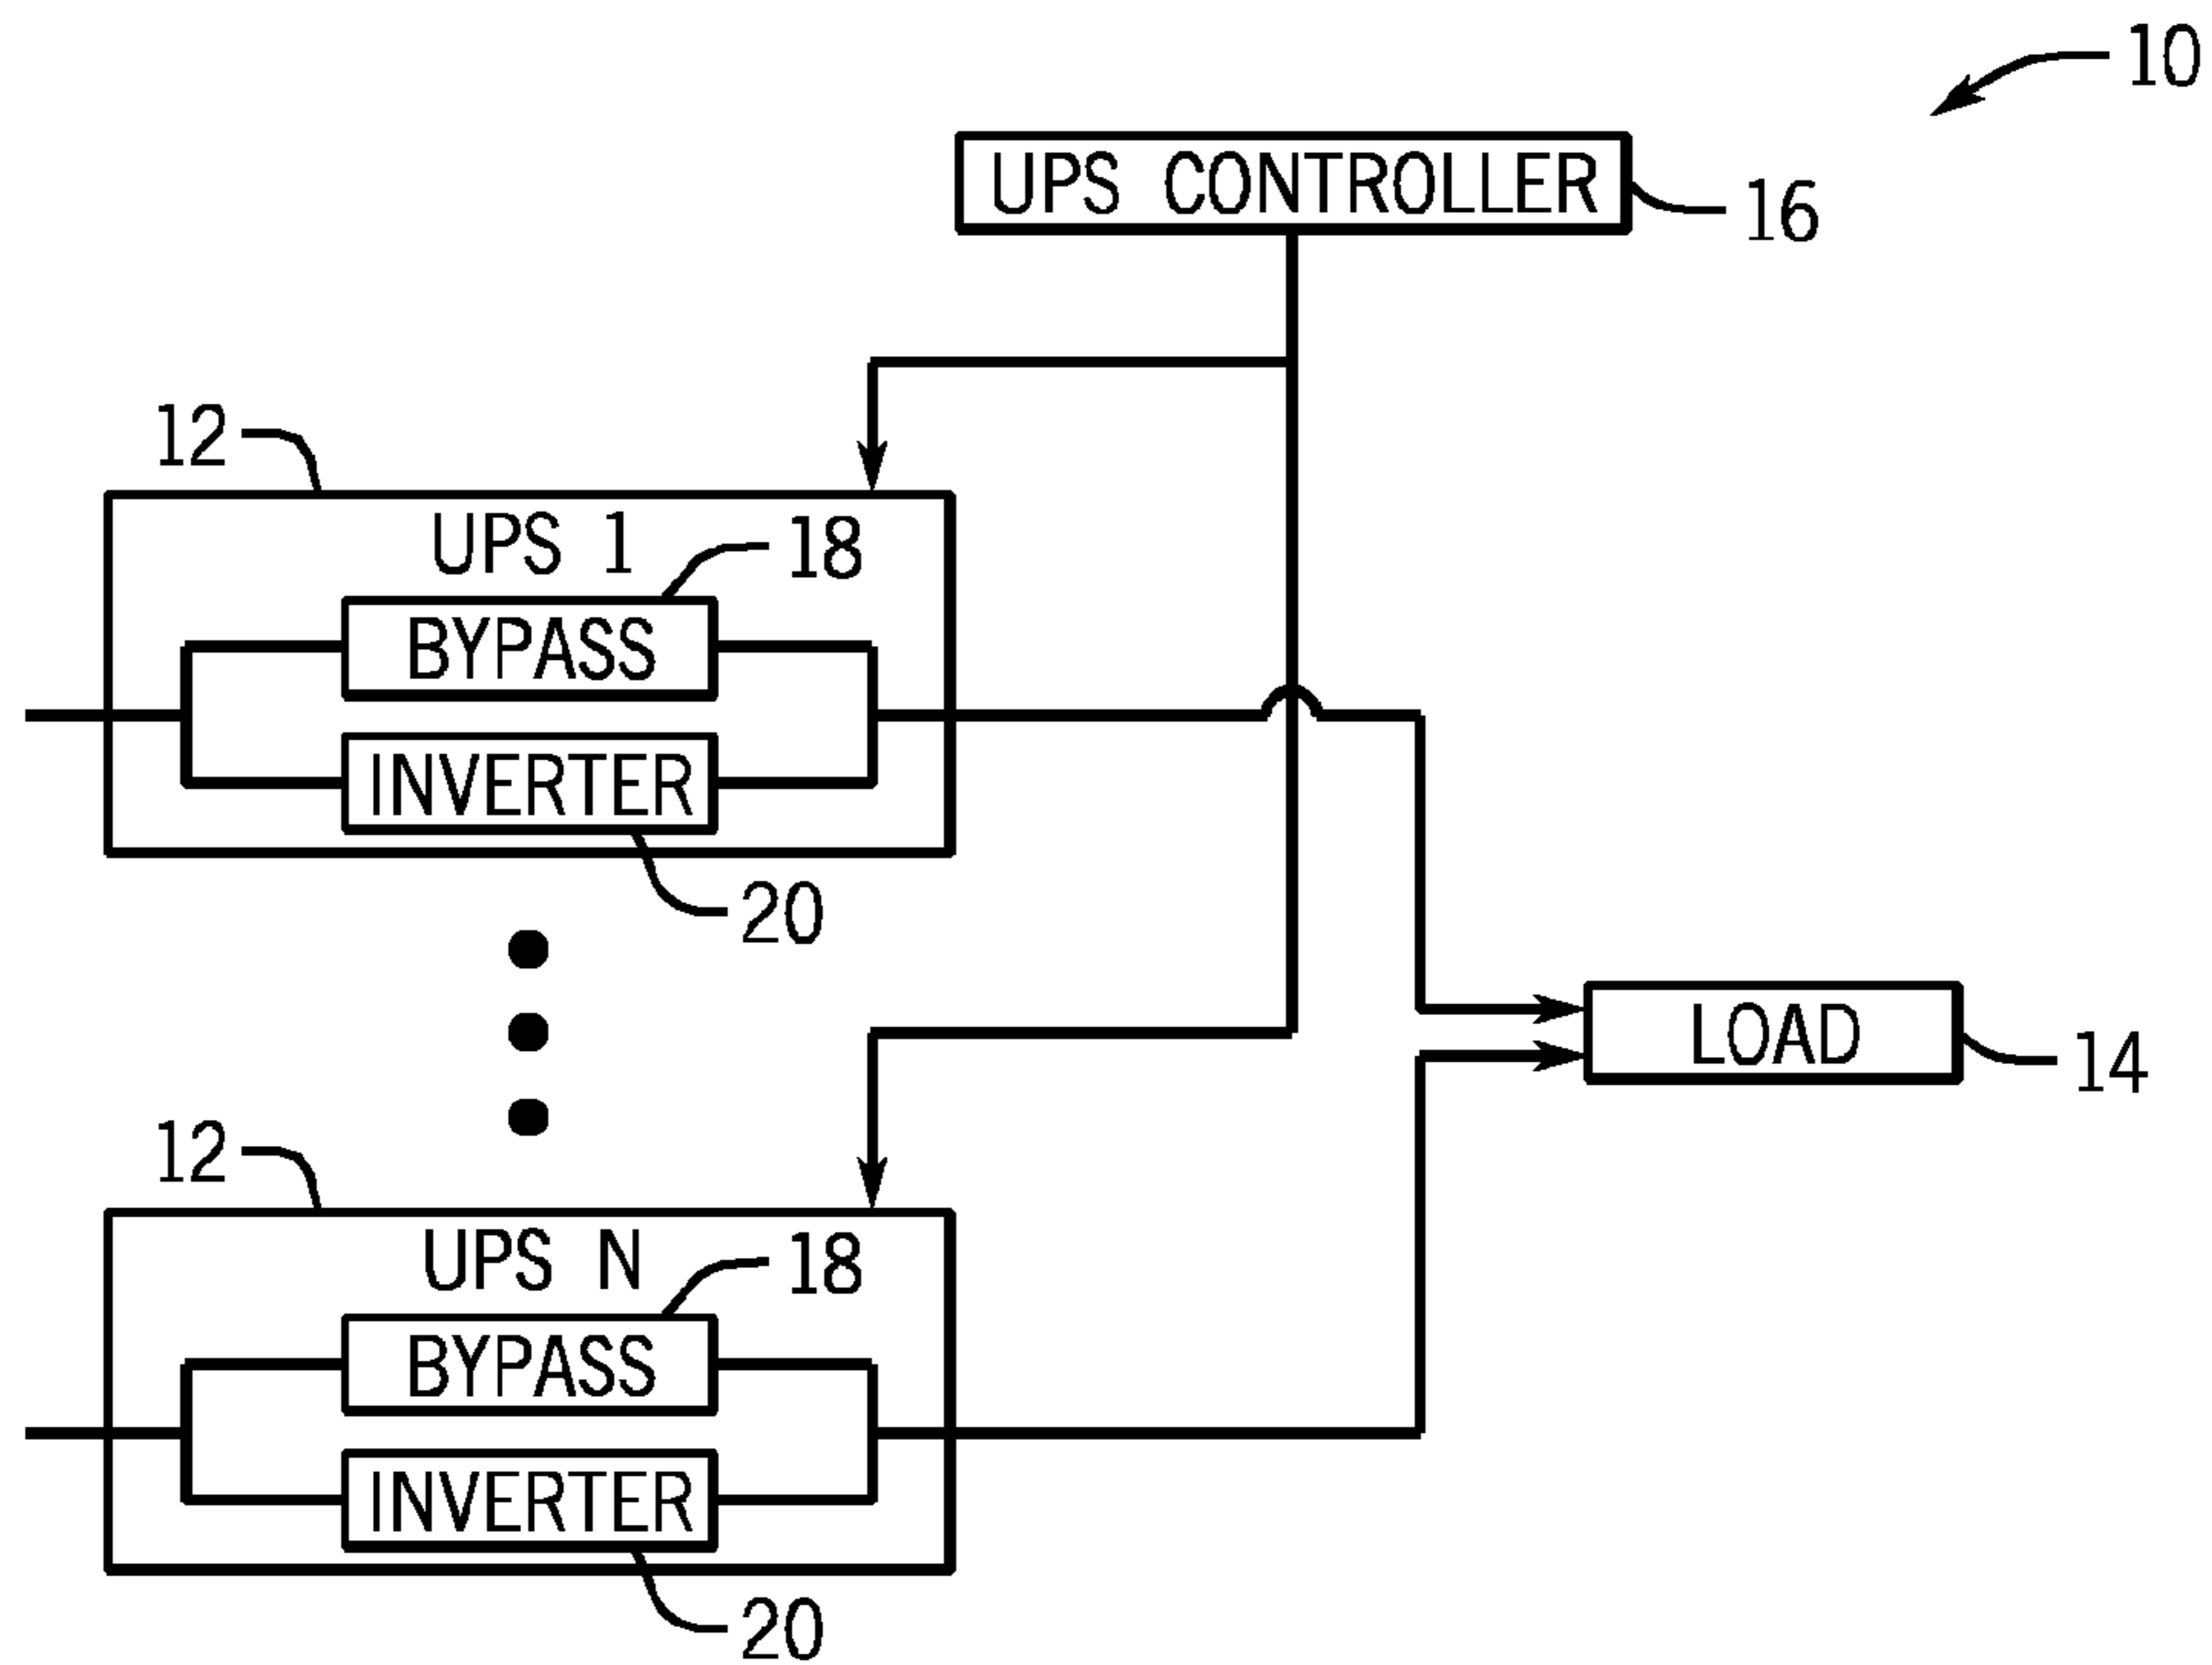 10
UPS CONTROLLER
16
12
UPS 1
18
BYPASS
INVERTER
20
LOAD
14
12
UPS N
18
BYPASS
INVERTER
20